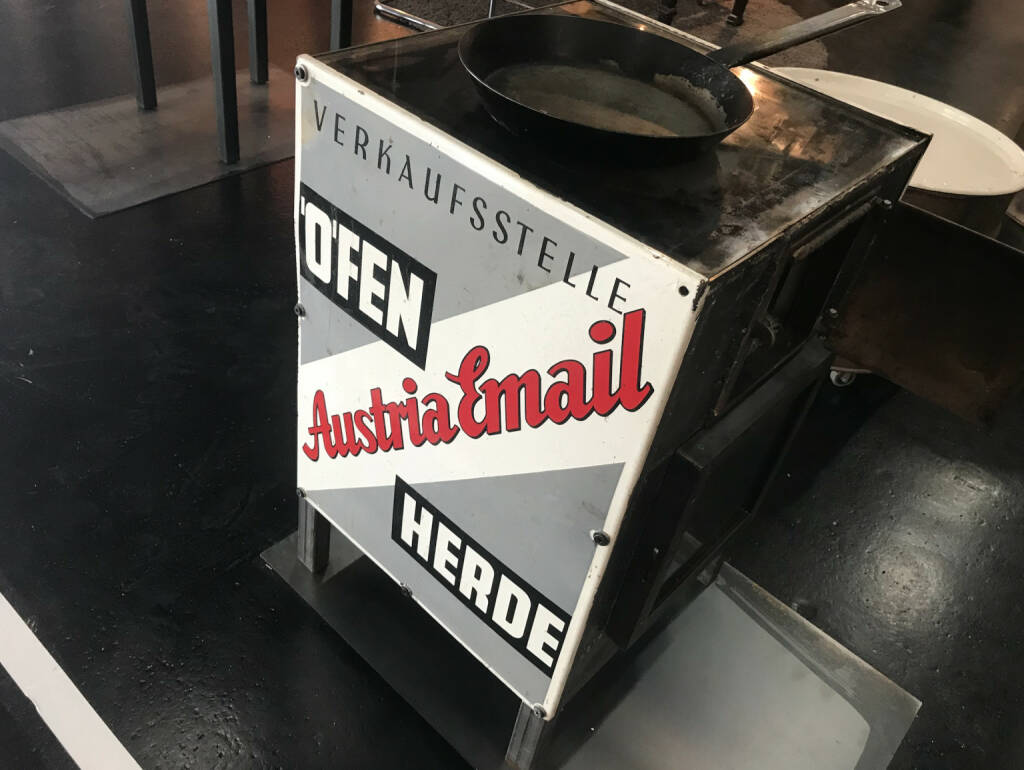 VERKAUFSSTELLE
ÖFEN
Austria Email
HERDE